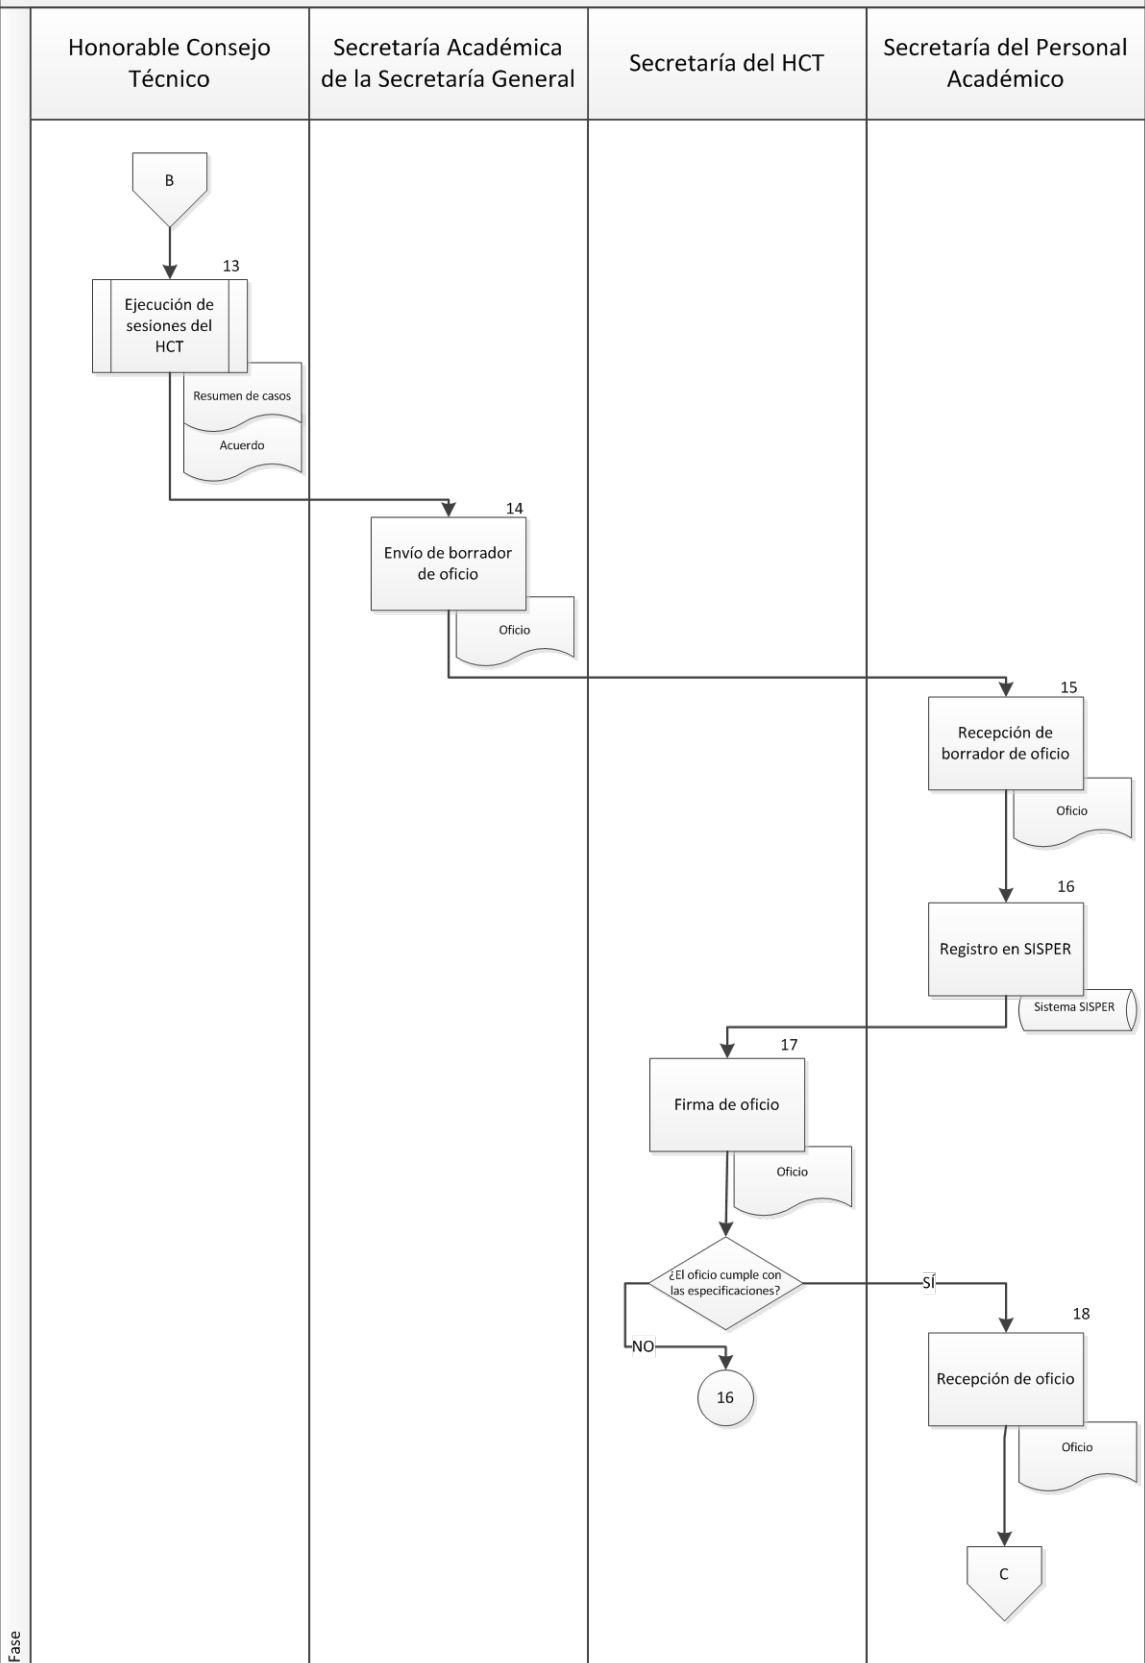 Honorable Consejo
Técnico
Secretaría Académica
de la Secretaría General
Secretaría del HCT
Secretaría del Personal
Académico
B
13
Ejecución de
sesiones del
HCT
Resumen de casos
Acuerdo
14
Envío de borrador
de oficio
Oficio
15
Recepción de
borrador de oficio
Oficio
16
Registro en SISPER
Sistema SISPER
17
Firma de oficio
Oficio
¿El oficio cumple con
las especificaciones?
SÍ
NO
16
18
Recepción de oficio
Oficio
C
Fase